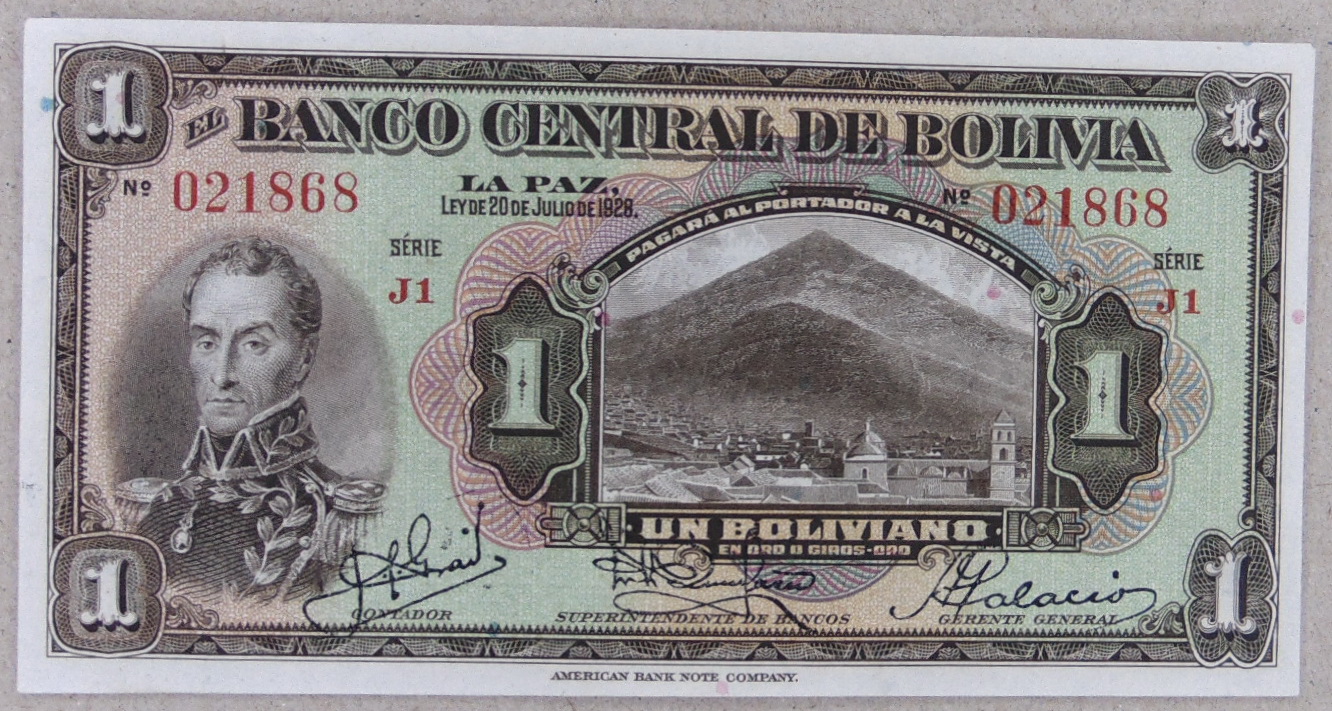 1 1
EL BANCO CENTRAL DE BOLIVIA
Nº 021868
LA PAZ,
LEY DE 20 DE JULIO DE 1928.
Nº 021868
PAGARÁ AL PORTADOR A LA VISTA
SÉRIE
J1
SÉRIE
J1
1 1
UN BOLIVIANO
EN ORO O GIROS-ORO
1 1
Palacio
CONTADOR
SUPERINTENDENTE DE BANCOS
GERENTE GENERAL
AMERICAN BANK NOTE COMPANY.